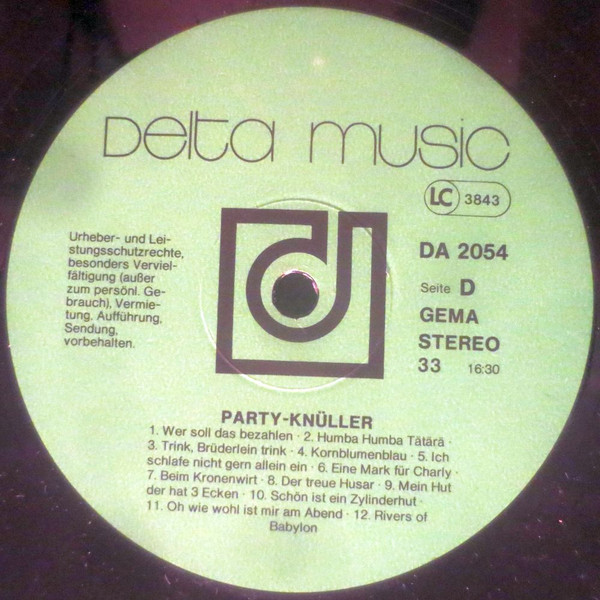 Delta music
LC 3843
Urheber- und Lei-
stungsschutzrechte,
besonders Verviel-
fältigung (außer
zum persönl. Ge-
brauch), Vermie-
tung, Aufführung,
Sendung,
vorbehalten.
DA 2054
Seite D
GEMA
STEREO
33 16:30
PARTY-KNÜLLER
1. Wer soll das bezahlen · 2. Humba Humba Tätärä ·
3. Trink, Brüderlein trink · 4. Kornblumenblau · 5. Ich
schlafe nicht gern allein ein · 6. Eine Mark für Charly ·
7. Beim Kronenwirt · 8. Der treue Husar · 9. Mein Hut
der hat 3 Ecken · 10. Schön ist ein Zylinderhut ·
11. Oh wie wohl ist mir am Abend · 12. Rivers of
Babylon